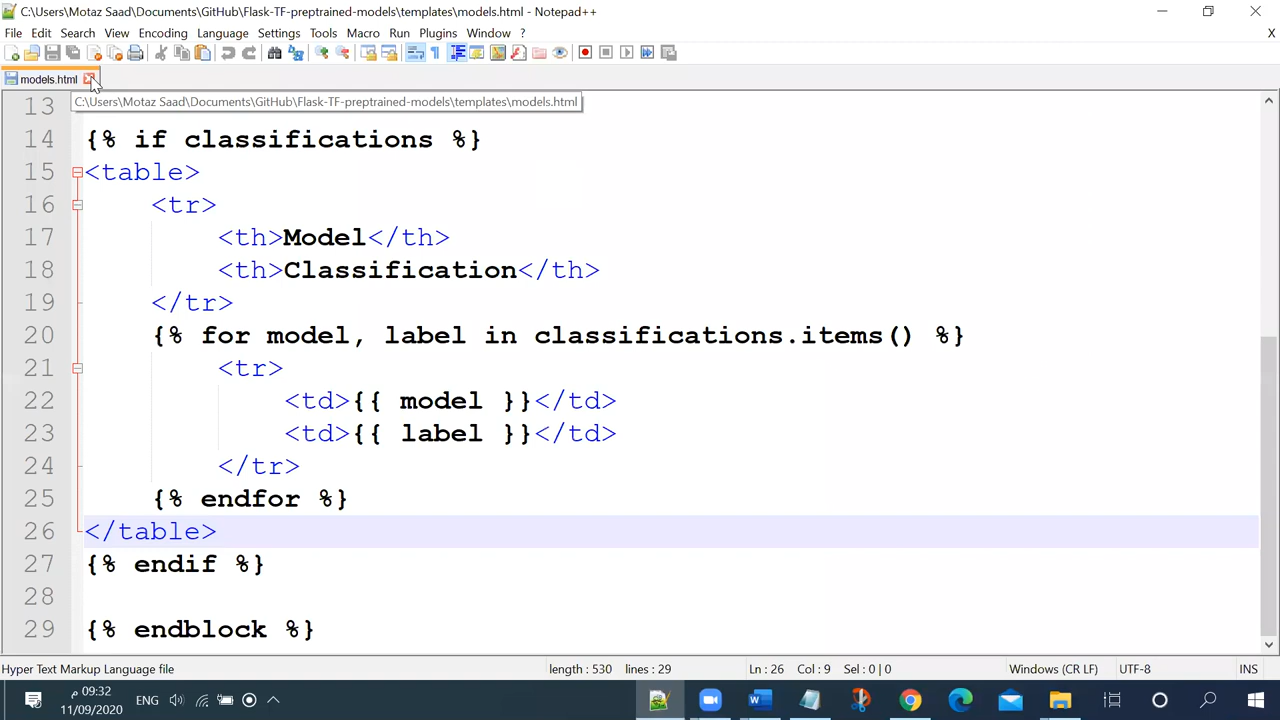 C:\Users\Motaz Saad\Documents\GitHub\Flask-TF-preptrained-models\templates\models.html - Notepad++
File Edit Search View Encoding Language Settings Tools Macro Run Plugins Window ? X
models.html
C:\Users\Motaz Saad\Documents\GitHub\Flask-TF-preptrained-models\templates\models.html
13
14 {% if classifications %}
15 <table>
16 <tr>
17 <th>Model</th>
18 <th>Classification</th>
19 </tr>
20 {% for model, label in classifications.items() %}
21 <tr>
22 <td>{{ model }}</td>
23 <td>{{ label }}</td>
24 </tr>
25 {% endfor %}
26 </table>
27 {% endif %}
28
29 {% endblock %}
Hyper Text Markup Language file length : 530 lines : 29 Ln : 26 Col : 9 Sel : 0 | 0 Windows (CR LF) UTF-8 INS
09:32 م
ENG
11/09/2020